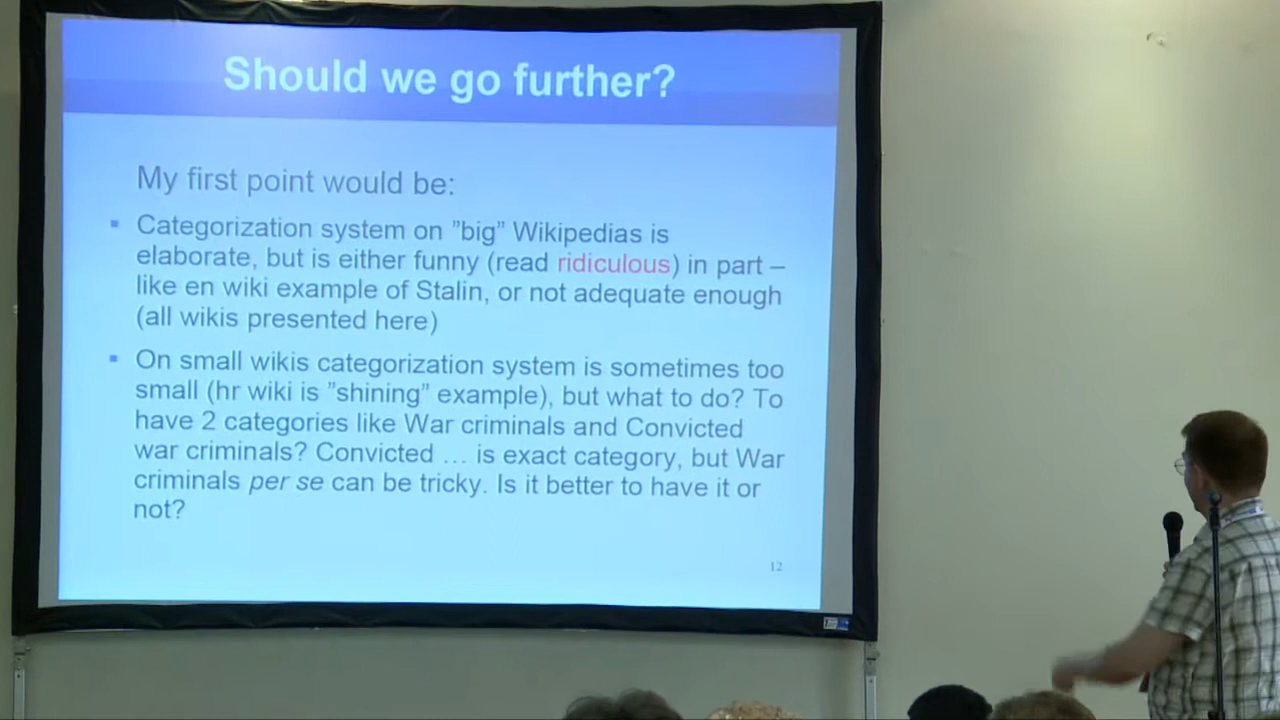 Should we go further?
My first point would be:
▪ Categorization system on ”big” Wikipedias is
elaborate, but is either funny (read ridiculous) in part –
like en wiki example of Stalin, or not adequate enough
(all wikis presented here)
▪ On small wikis categorization system is sometimes too
small (hr wiki is ”shining” example), but what to do? To
have 2 categories like War criminals and Convicted
war criminals? Convicted … is exact category, but War
criminals per se can be tricky. Is it better to have it or
not?
12